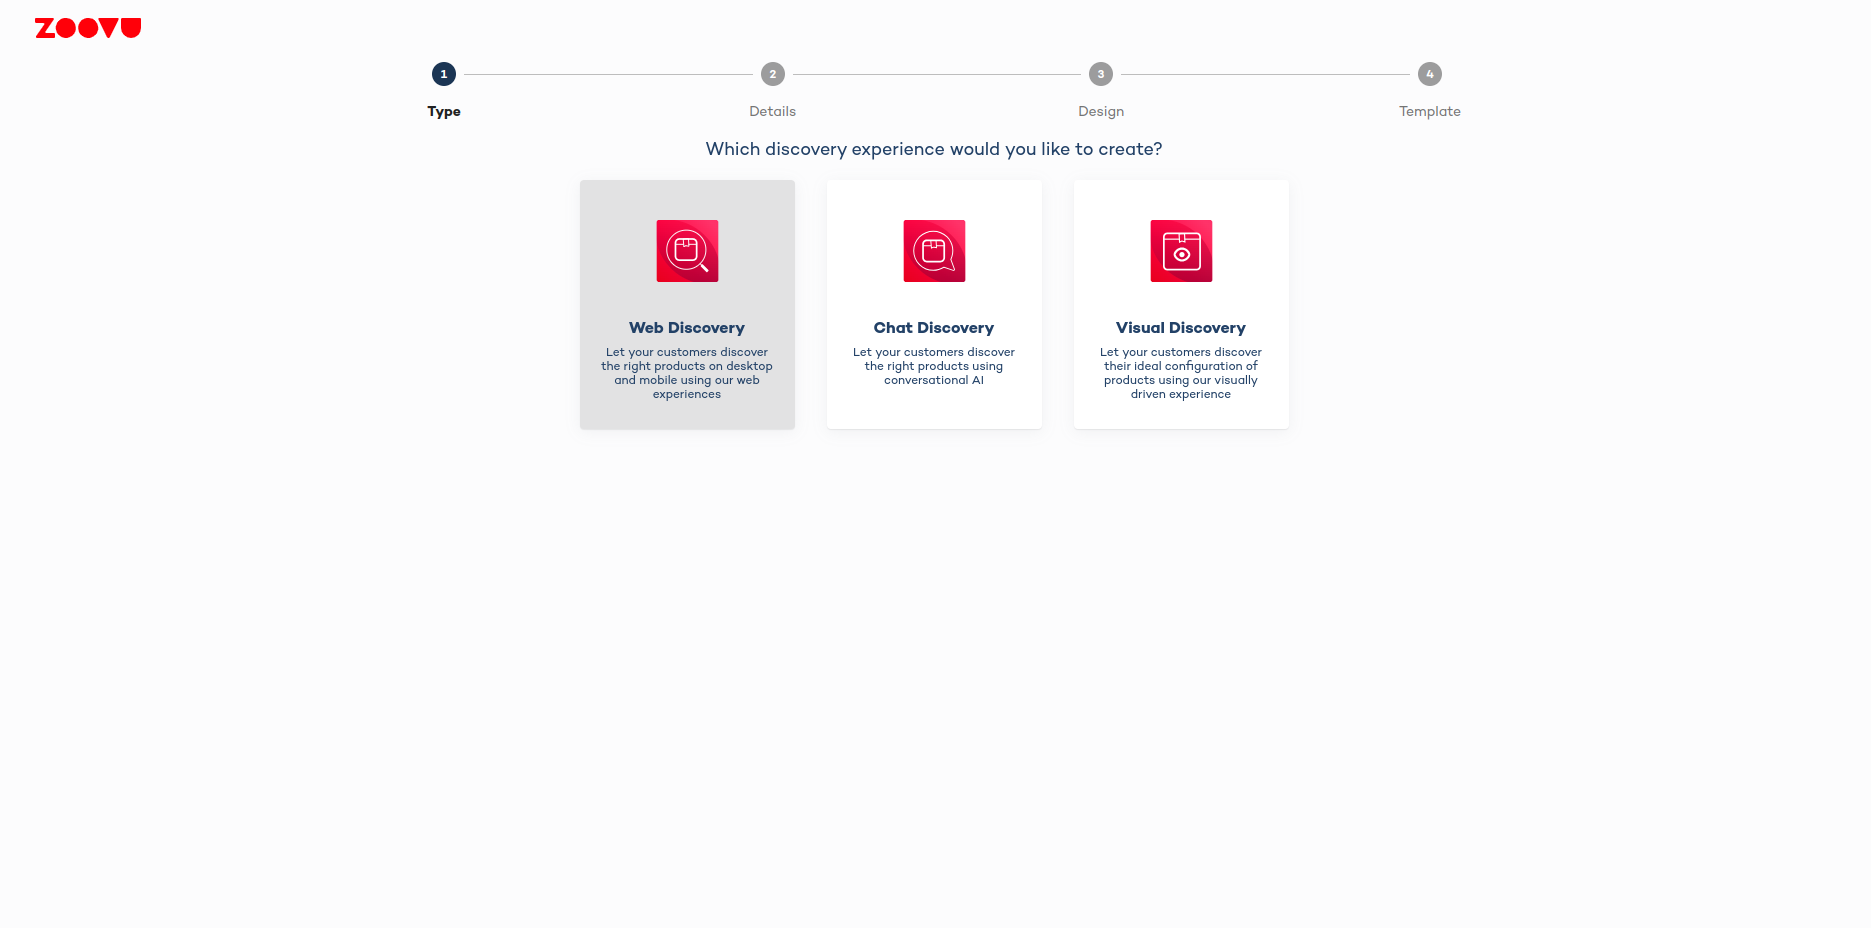 ZOOVU
1
2
3
4
Type
Details
Design
Template
Which discovery experience would you like to create?
Web Discovery
Let your customers discover
the right products on desktop
and mobile using our web
experiences
Chat Discovery
Let your customers discover
the right products using
conversational AI
Visual Discovery
Let your customers discover
their ideal configuration of
products using our visually
driven experience